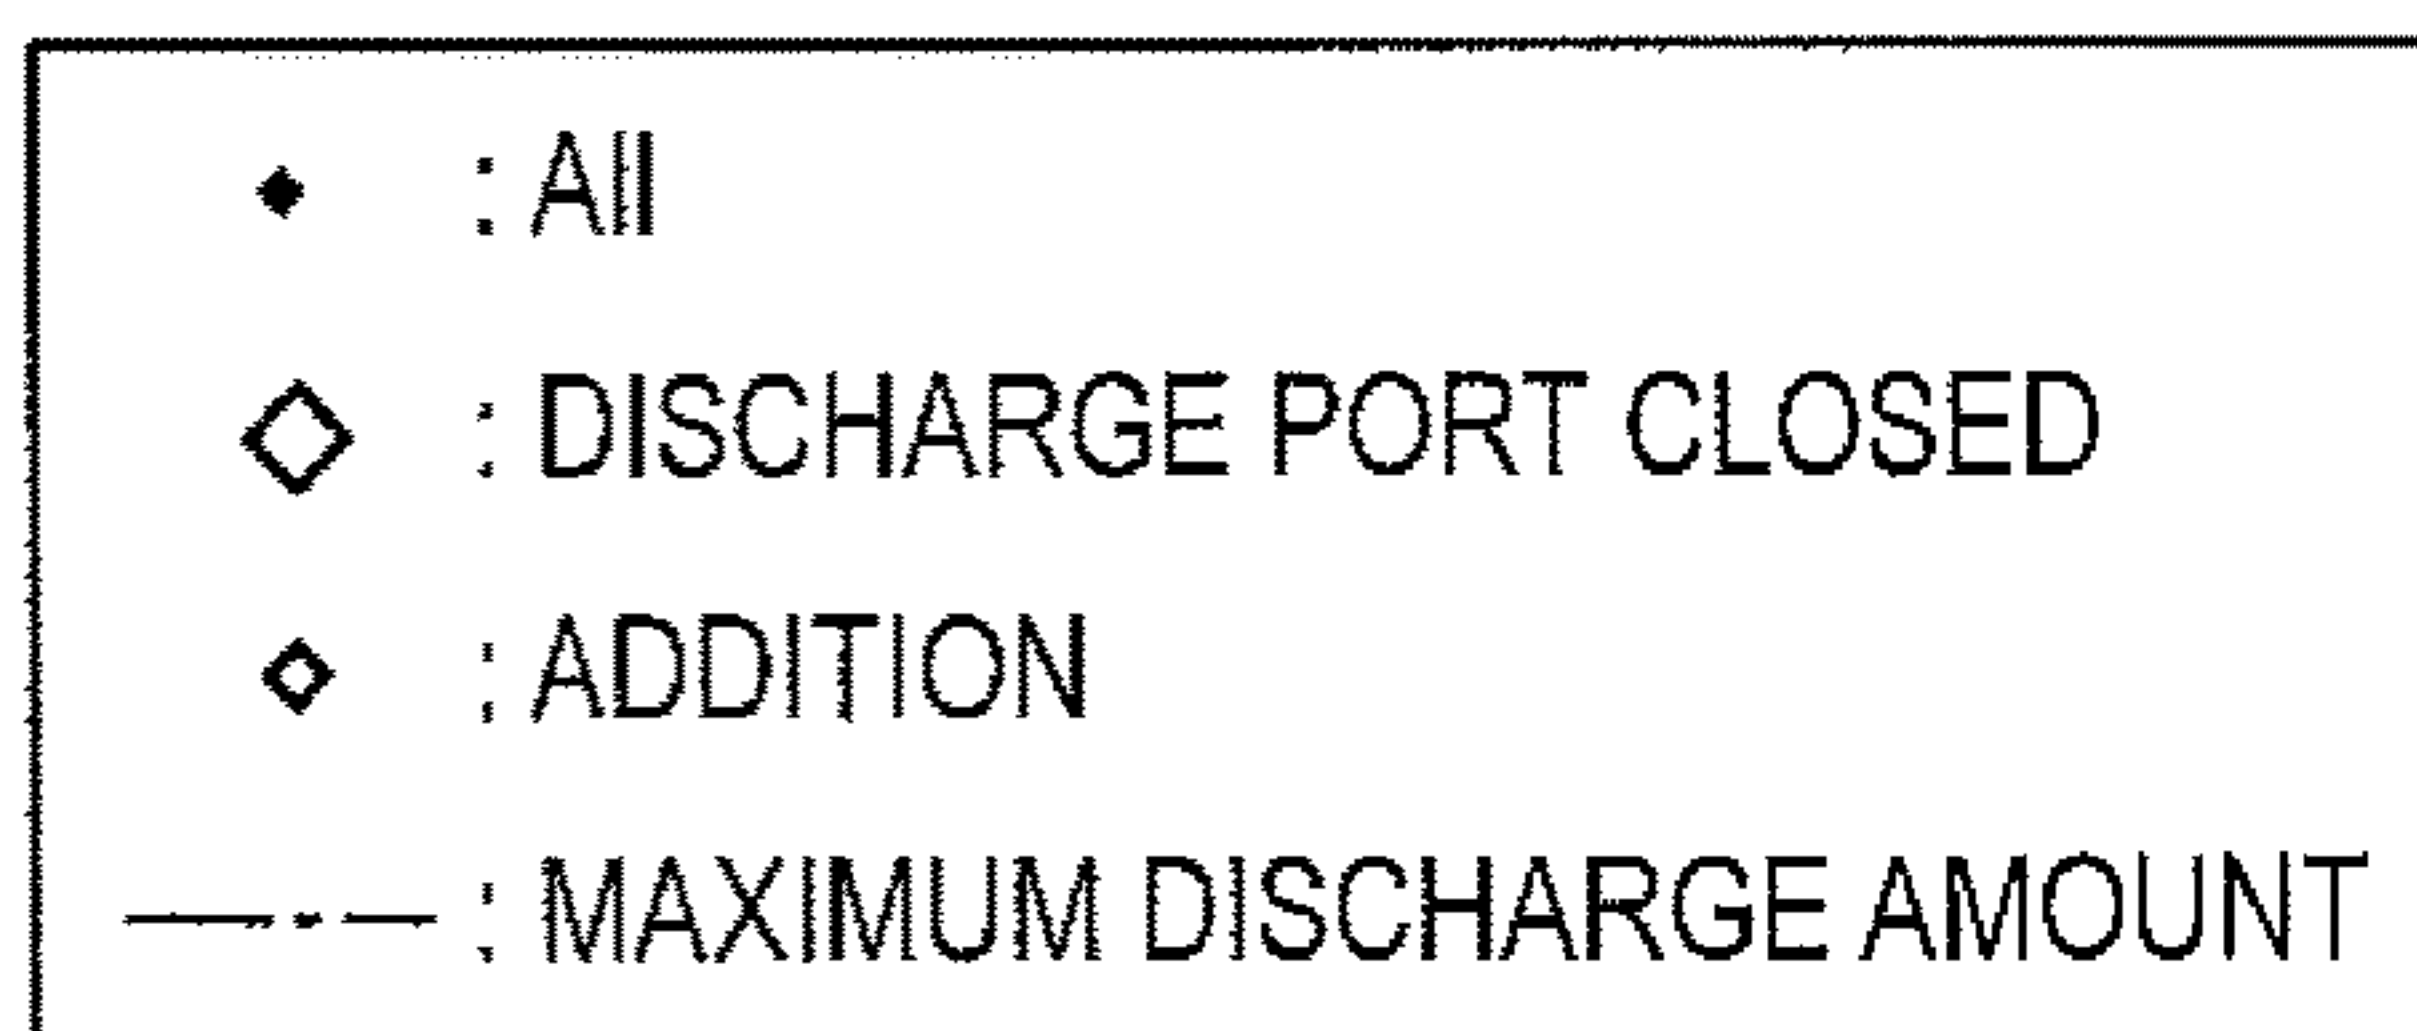 : All
: DISCHARGE PORT CLOSED
: ADDITION
: MAXIMUM DISCHARGE AMOUNT